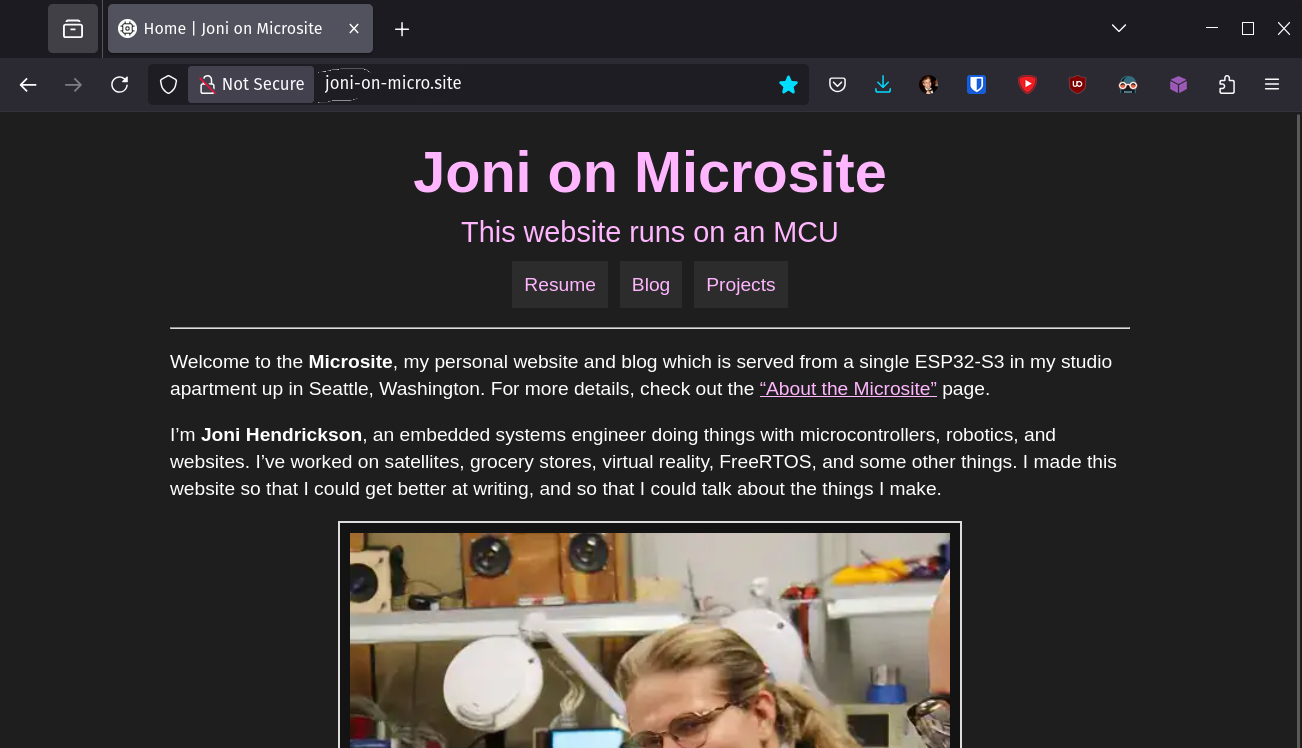 Home | Joni on Microsite
Not Secure
joni-on-micro.site
Joni on Microsite
This website runs on an MCU
Resume
Blog
Projects
Welcome to the Microsite, my personal website and blog which is served from a single ESP32-S3 in my studio
apartment up in Seattle, Washington. For more details, check out the “About the Microsite” page.
I’m Joni Hendrickson, an embedded systems engineer doing things with microcontrollers, robotics, and
websites. I’ve worked on satellites, grocery stores, virtual reality, FreeRTOS, and some other things. I made this
website so that I could get better at writing, and so that I could talk about the things I make.